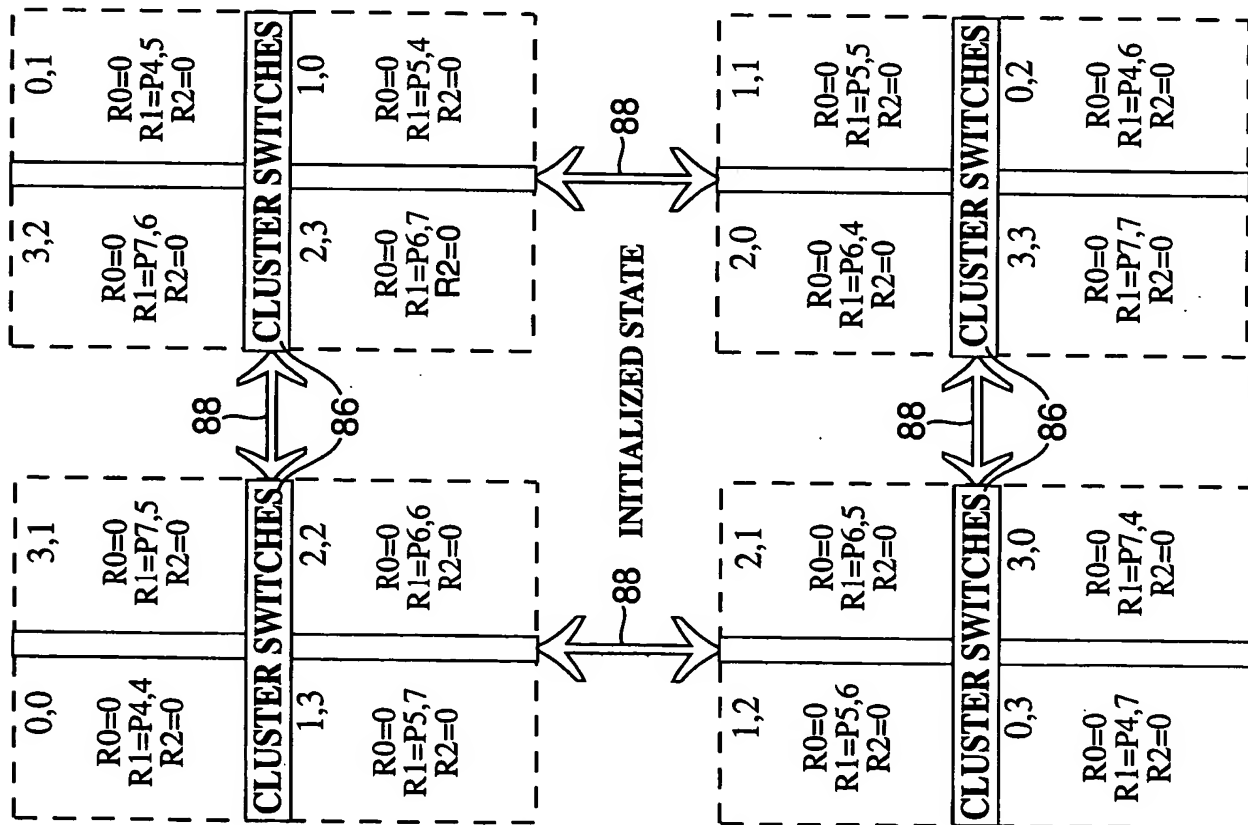 0,0
R0=0
R1=P4,4
R2=0
3,1
R0=0
R1=P7,5
R2=0
CLUSTER SWITCHES
1,3
R0=0
R1=P5,7
R2=0
2,2
R0=0
R1=P6,6
R2=0
88
86
3,2
R0=0
R1=P7,6
R2=0
0,1
R0=0
R1=P4,5
R2=0
CLUSTER SWITCHES
2,3
R0=0
R1=P6,7
R2=0
1,0
R0=0
R1=P5,4
R2=0
88
INITIALIZED STATE
88
1,2
R0=0
R1=P5,6
R2=0
2,1
R0=0
R1=P6,5
R2=0
CLUSTER SWITCHES
0,3
R0=0
R1=P4,7
R2=0
3,0
R0=0
R1=P7,4
R2=0
88
86
2,0
R0=0
R1=P6,4
R2=0
1,1
R0=0
R1=P5,5
R2=0
CLUSTER SWITCHES
3,3
R0=0
R1=P7,7
R2=0
0,2
R0=0
R1=P4,6
R2=0